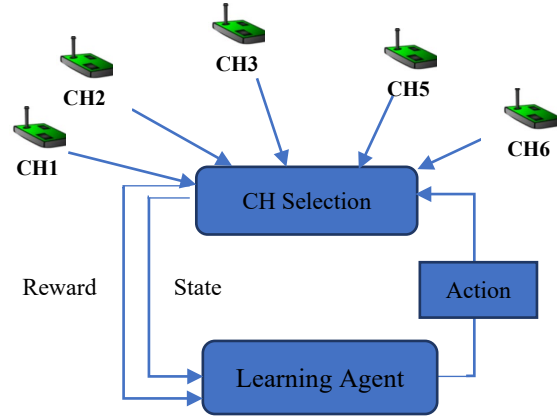 CH3
CH5
CH2
CH6
CH1
CH Selection
Reward
State
Action
Learning Agent